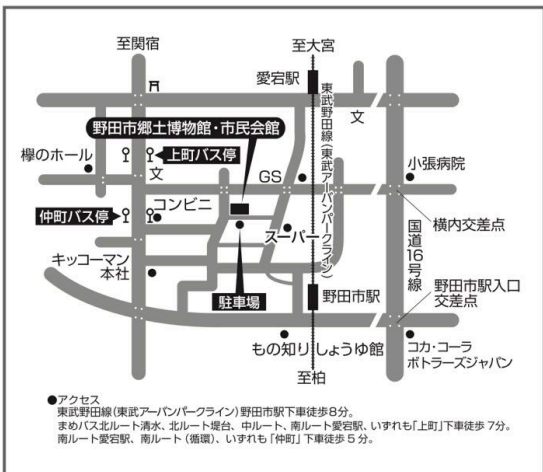 至関宿
至大宮
愛宕駅
東武野田線(東武アーバンパークライン)
文
野田市郷土博物館・市民会館
欅のホール
上町バス停
文
GS
小張病院
仲町バス停
コンビニ
スーパー
横内交差点
国道16号線
キッコーマン
本社
駐車場
野田市駅
野田市駅入口
交差点
もの知りしょうゆ館
コカ・コーラ
ボトラーズジャパン
至柏
●アクセス
東武野田線(東武アーバンパークライン)野田市駅下車徒歩8分。
まめバス北ルート清水、北ルート堤台、中ルート、南ルート愛宕駅、いずれも「上町」下車徒歩7分。
南ルート愛宕駅、南ルート(循環)、いずれも「仲町」下車徒歩5分。